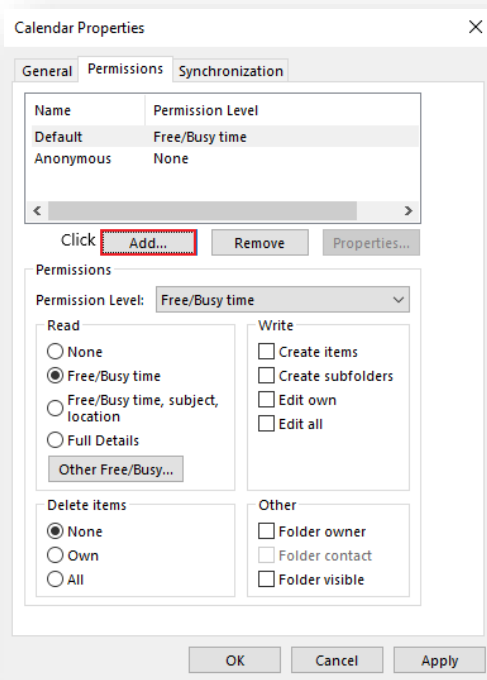 Calendar Properties
General Permissions Synchronization
Name Permission Level
Default Free/Busy time
Anonymous None
Click Add... Remove Properties...
Permissions
Permission Level: Free/Busy time
Read Write
None Create items
Free/Busy time Create subfolders
Free/Busy time, subject, Edit own
location
Full Details Edit all
Other Free/Busy...
Delete items Other
None Folder owner
Own Folder contact
All Folder visible
OK Cancel Apply